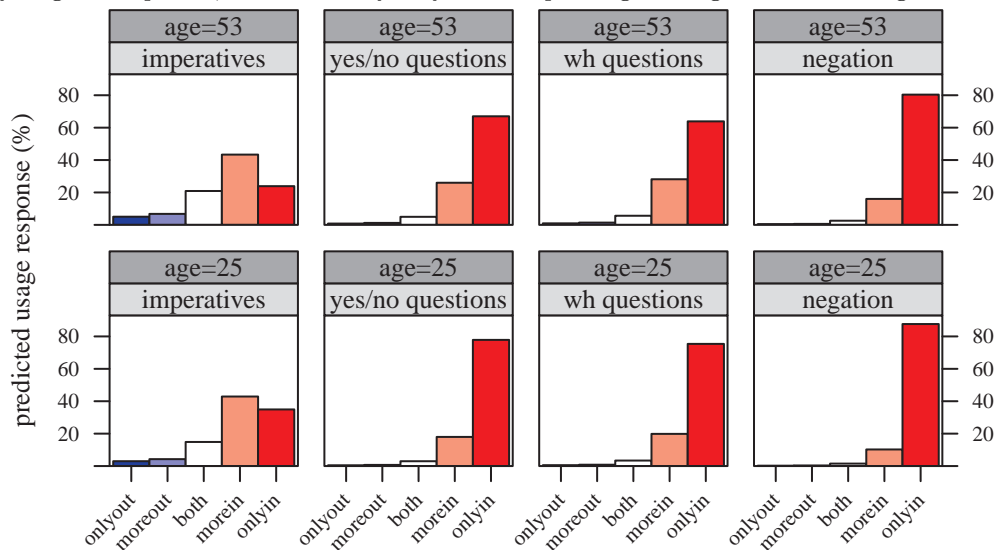 age=53 age=53 age=53 age=53
imperatives yes/no questions wh questions negation
80 80
60 60
40 40
20 20
age=25 age=25 age=25 age=25
imperatives yes/no questions wh questions negation
80 80
60 60
40 40
20 20
predicted usage response (%)
onlyout moreout both morein onlyin onlyout moreout both morein onlyin onlyout moreout both morein onlyin onlyout moreout both morein onlyin